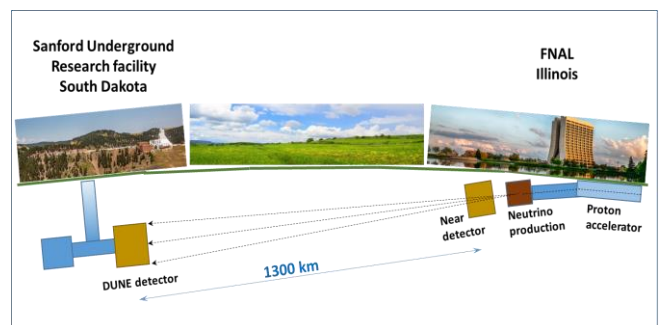 Sanford Underground
Research facility
South Dakota
FNAL
Illinois
Near
detector
Neutrino
production
Proton
accelerator
DUNE detector
1300 km